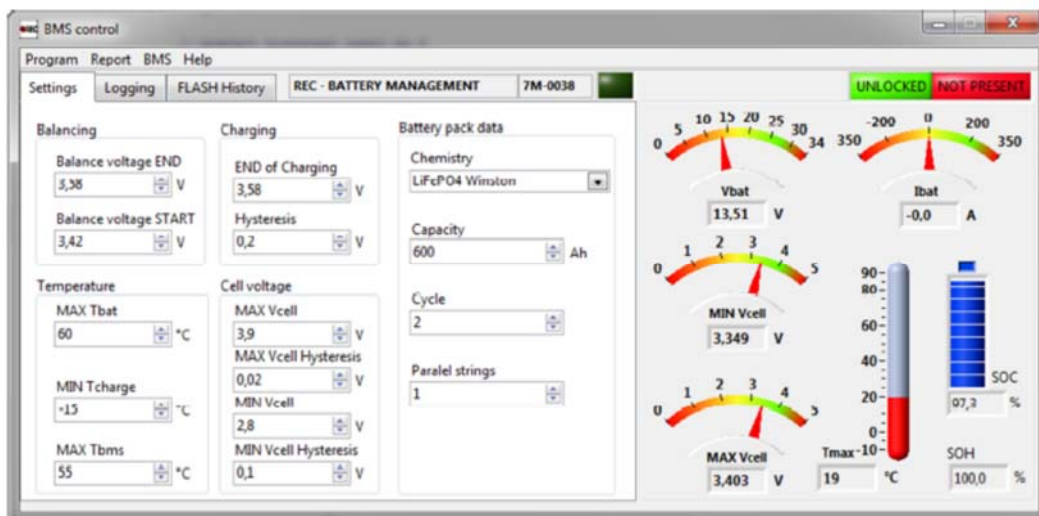 BMS control
Program Report BMS Help
Settings Logging FLASH History REC - BATTERY MANAGEMENT 7M-0038 UNLOCKED NOT PRESENT
Balancing
Balance voltage END
3,58 V
Balance voltage START
3,42 V
Charging
END of Charging
3,58 V
Hysteresis
0,2 V
Battery pack data
Chemistry
LiFePO4 Winston
Capacity
600 Ah
Cycle
2
Paralel strings
1
Temperature
MAX Tbat
60 °C
MIN Tcharge
-15 °C
MAX Tbms
55 °C
Cell voltage
MAX Vcell
3,9 V
MAX Vcell Hysteresis
0,02 V
MIN Vcell
2,8 V
MIN Vcell Hysteresis
0,1 V
0 5 10 15 20 25 30 34
Vbat
13,51 V
350 -200 0 200 350
Ibat
-0,0 A
0 1 2 3 4 5
MIN Vcell
3,349 V
0 1 2 3 4 5
MAX Vcell
3,403 V
90
80
60
40
20
0
-10
Tmax
19 °C
SOC
97,3 %
SOH
100,0 %